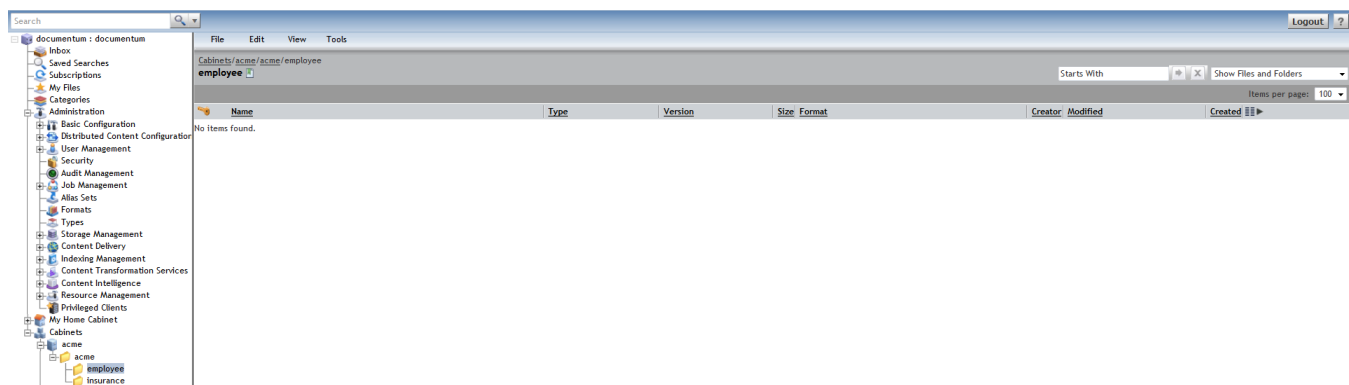 Search
Logout ?
documentum : documentum
File Edit View Tools
Inbox
Saved Searches
Subscriptions
My Files
Categories
Administration
Basic Configuration
Distributed Content Configuration
User Management
Security
Audit Management
Job Management
Alias Sets
Formats
Types
Storage Management
Content Delivery
Indexing Management
Content Transformation Services
Content Intelligence
Resource Management
Privileged Clients
My Home Cabinet
Cabinets
acme
acme
employee
insurance
Cabinets/acme/acme/employee
employee
Starts With X Show Files and Folders
Items per page: 100
Name Type Version Size Format Creator Modified Created
No items found.